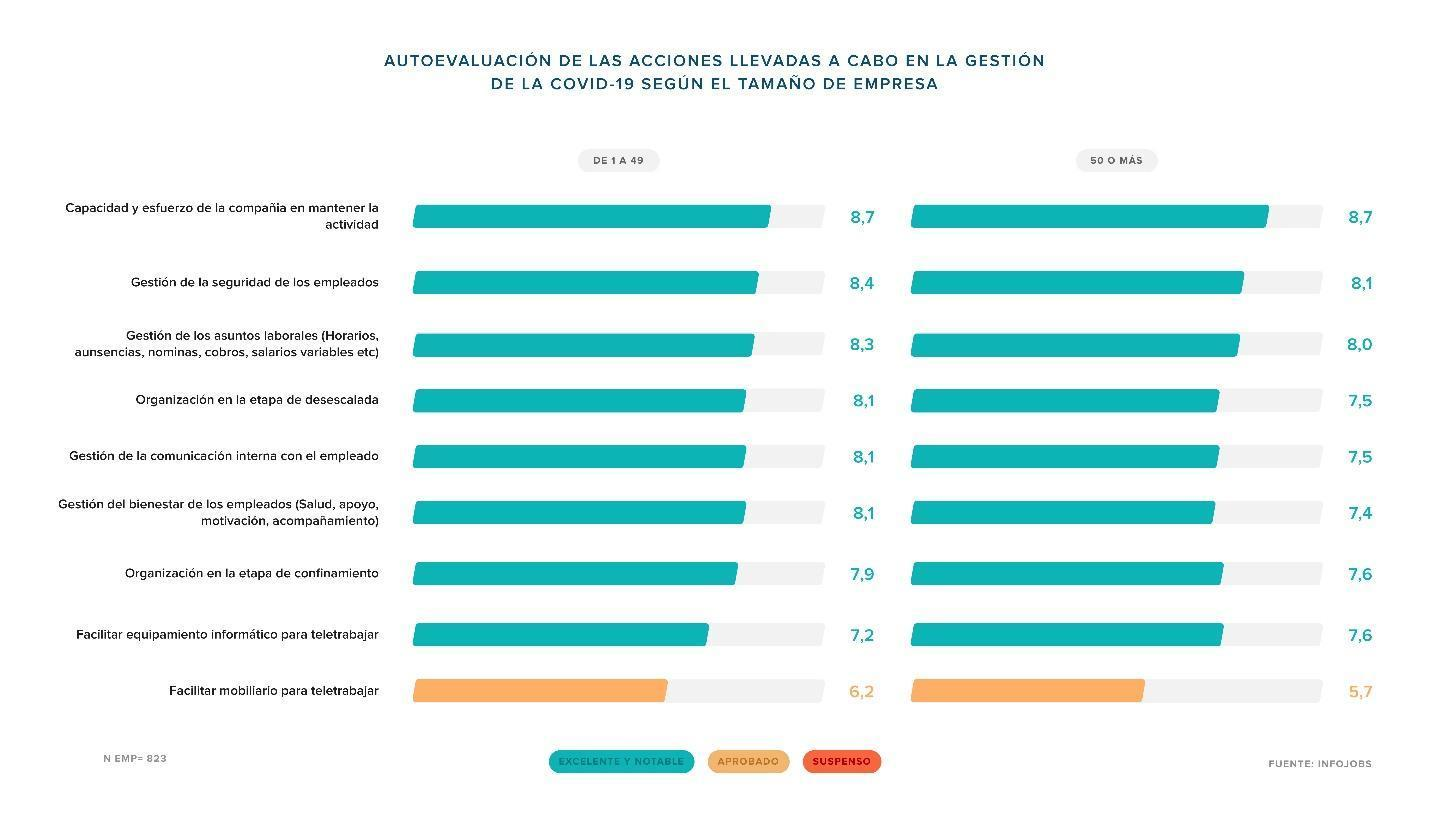 AUTOEVALUACIÓN DE LAS ACCIONES LLEVADAS A CABO EN LA GESTIÓN
DE LA COVID-19 SEGÚN EL TAMAÑO DE EMPRESA
DE 1 A 49
50 O MÁS
Capacidad y esfuerzo de la compañia en mantener la
actividad
8,7
8,7
Gestión de la seguridad de los empleados
8,4
8,1
Gestión de los asuntos laborales (Horarios,
aunsencias, nominas, cobros, salarios variables etc)
8,3
8,0
Organización en la etapa de desescalada
8,1
7,5
Gestión de la comunicación interna con el empleado
8,1
7,5
Gestión del bienestar de los empleados (Salud, apoyo,
motivación, acompañamiento)
8,1
7,4
Organización en la etapa de confinamiento
7,9
7,6
Facilitar equipamiento informático para teletrabajar
7,2
7,6
Facilitar mobiliario para teletrabajar
6,2
5,7
N EMP= 823
EXCELENTE Y NOTABLE
APROBADO
SUSPENSO
FUENTE: INFOJOBS